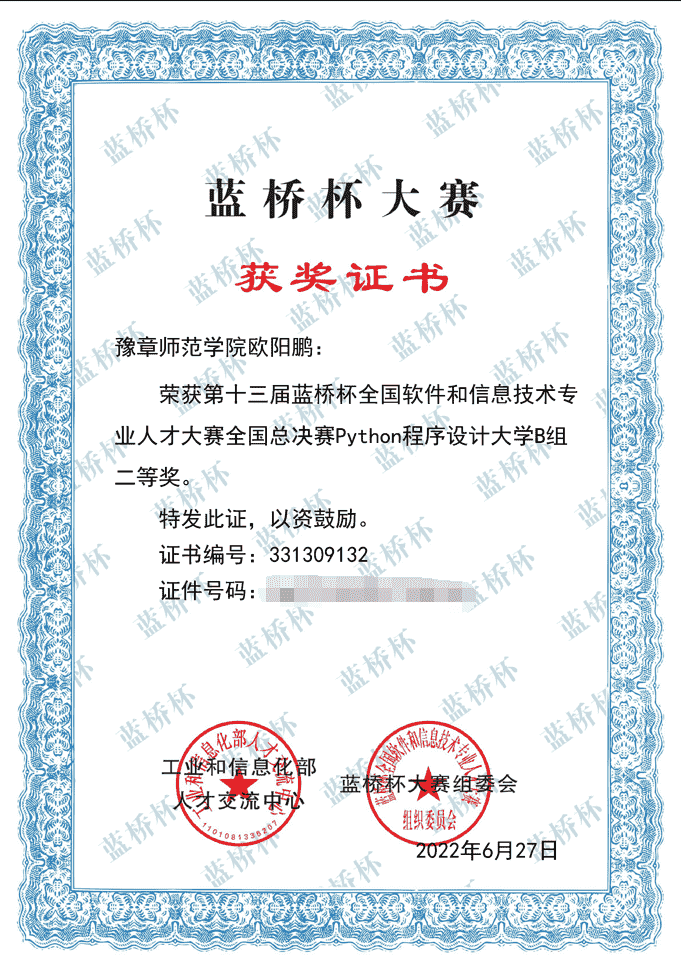 蓝桥杯大赛
获奖证书
豫章师范学院欧阳鹏：
荣获第十三届蓝桥杯全国软件和信息技术专
业人才大赛全国总决赛Python程序设计大学B组
二等奖。
特发此证，以资鼓励。
证书编号：331309132
证件号码：
工业和信息化部
人才交流中心
工业和信息化部人才交流中心
1101081336207
蓝桥杯大赛组委会
蓝桥杯全国软件和信息技术专业人才大赛
组织委员会
2022年6月27日
蓝桥杯